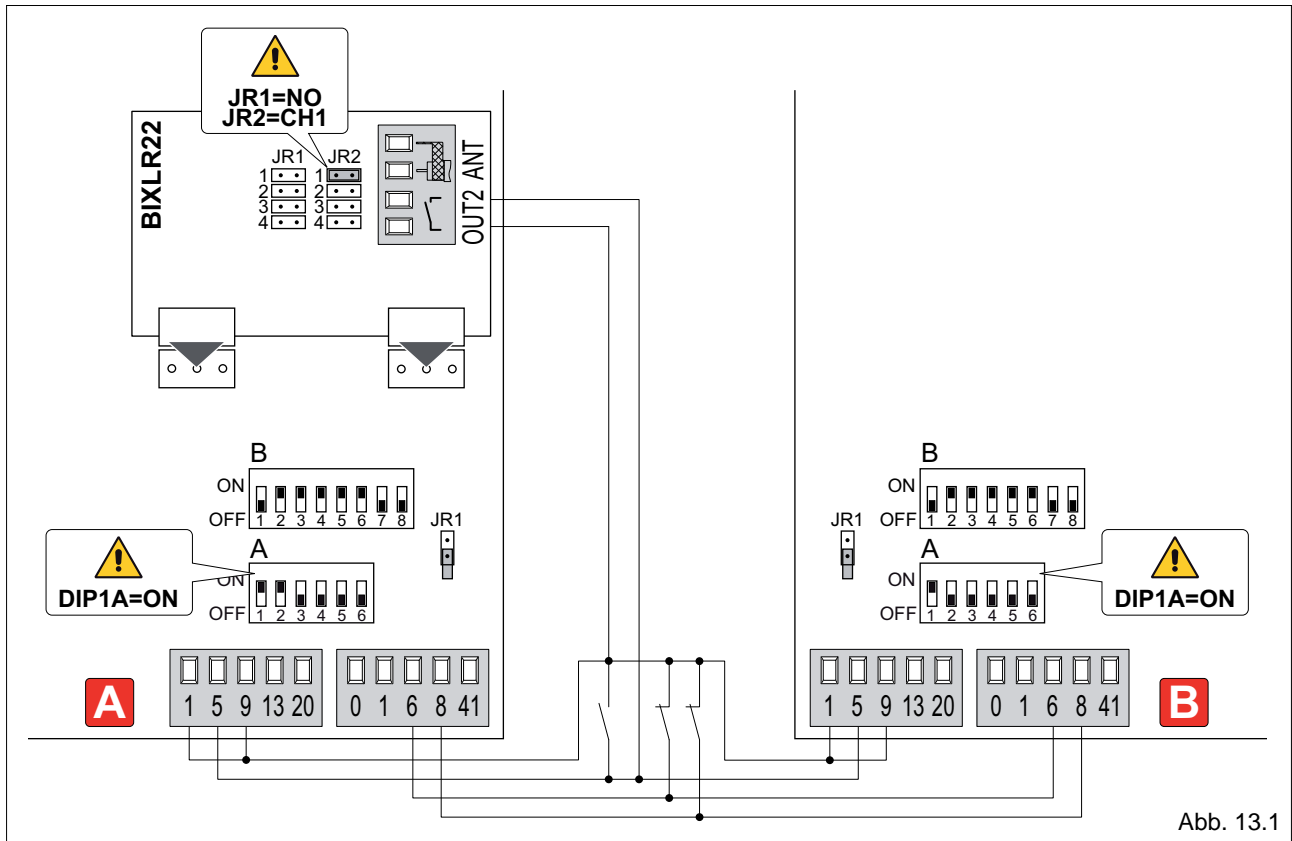 JR1=NO
JR2=CH1
BIXLR22
JR1 JR2
1 1
2 2
3 3
4 4
OUT2 ANT
B
ON
OFF 1 2 3 4 5 6 7 8
JR1
A
ON
OFF 1 2 3 4 5 6
DIP1A=ON
A
1 5 9 13 20
0 1 6 8 41
B
ON
OFF 1 2 3 4 5 6 7 8
JR1
A
ON
OFF 1 2 3 4 5 6
DIP1A=ON
1 5 9 13 20
0 1 6 8 41
B
Abb. 13.1